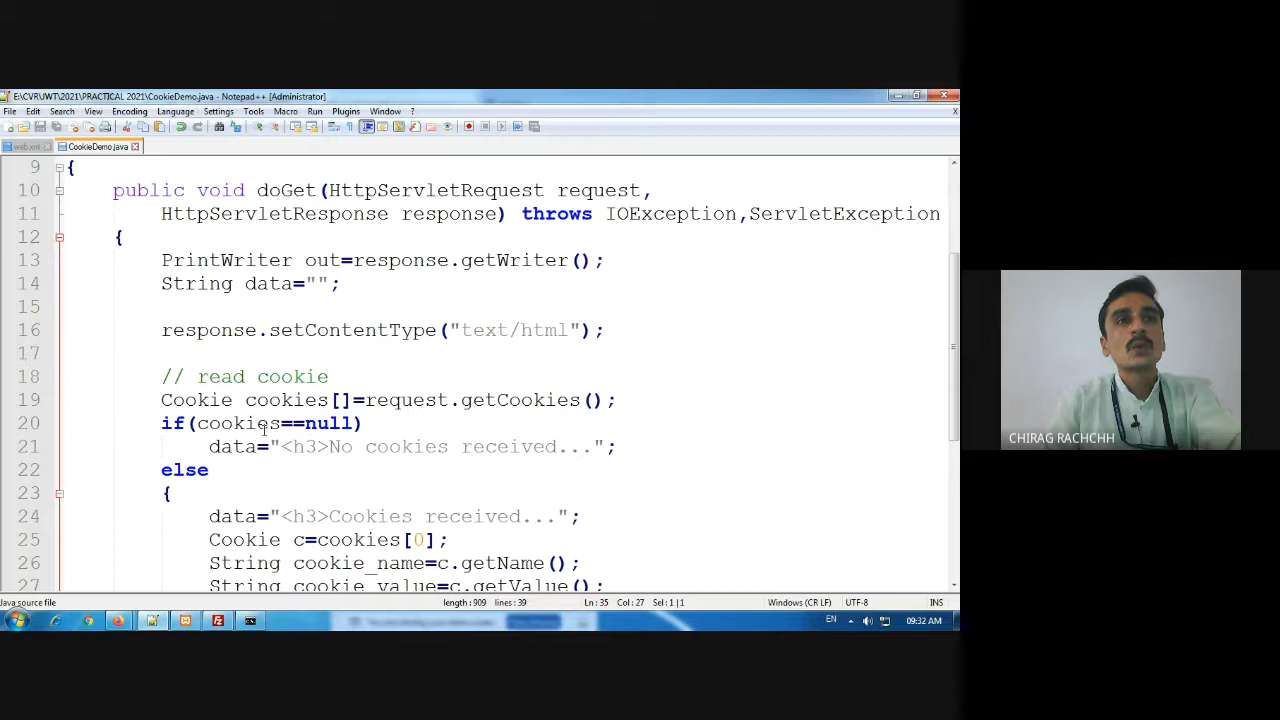 E:\CVR\JWT\2021\PRACTICAL 2021\CookieDemo.java - Notepad++ [Administrator]
File Edit Search View Encoding Language Settings Tools Macro Run Plugins Window ? X
web.xml CookieDemo.java
9 {
10 public void doGet(HttpServletRequest request,
11 HttpServletResponse response) throws IOException,ServletException
12 {
13 PrintWriter out=response.getWriter();
14 String data="";
15
16 response.setContentType("text/html");
17
18 // read cookie
19 Cookie cookies[]=request.getCookies();
20 if(cookies==null)
21 data="<h3>No cookies received...";
22 else
23 {
24 data="<h3>Cookies received...";
25 Cookie c=cookies[0];
26 String cookie_name=c.getName();
27 String cookie_value=c.getValue();
Java source file length : 909 lines : 39 Ln : 35 Col : 27 Sel : 1 | 1 Windows (CR LF) UTF-8 INS
EN 09:32 AM
CHIRAG RACHCHH